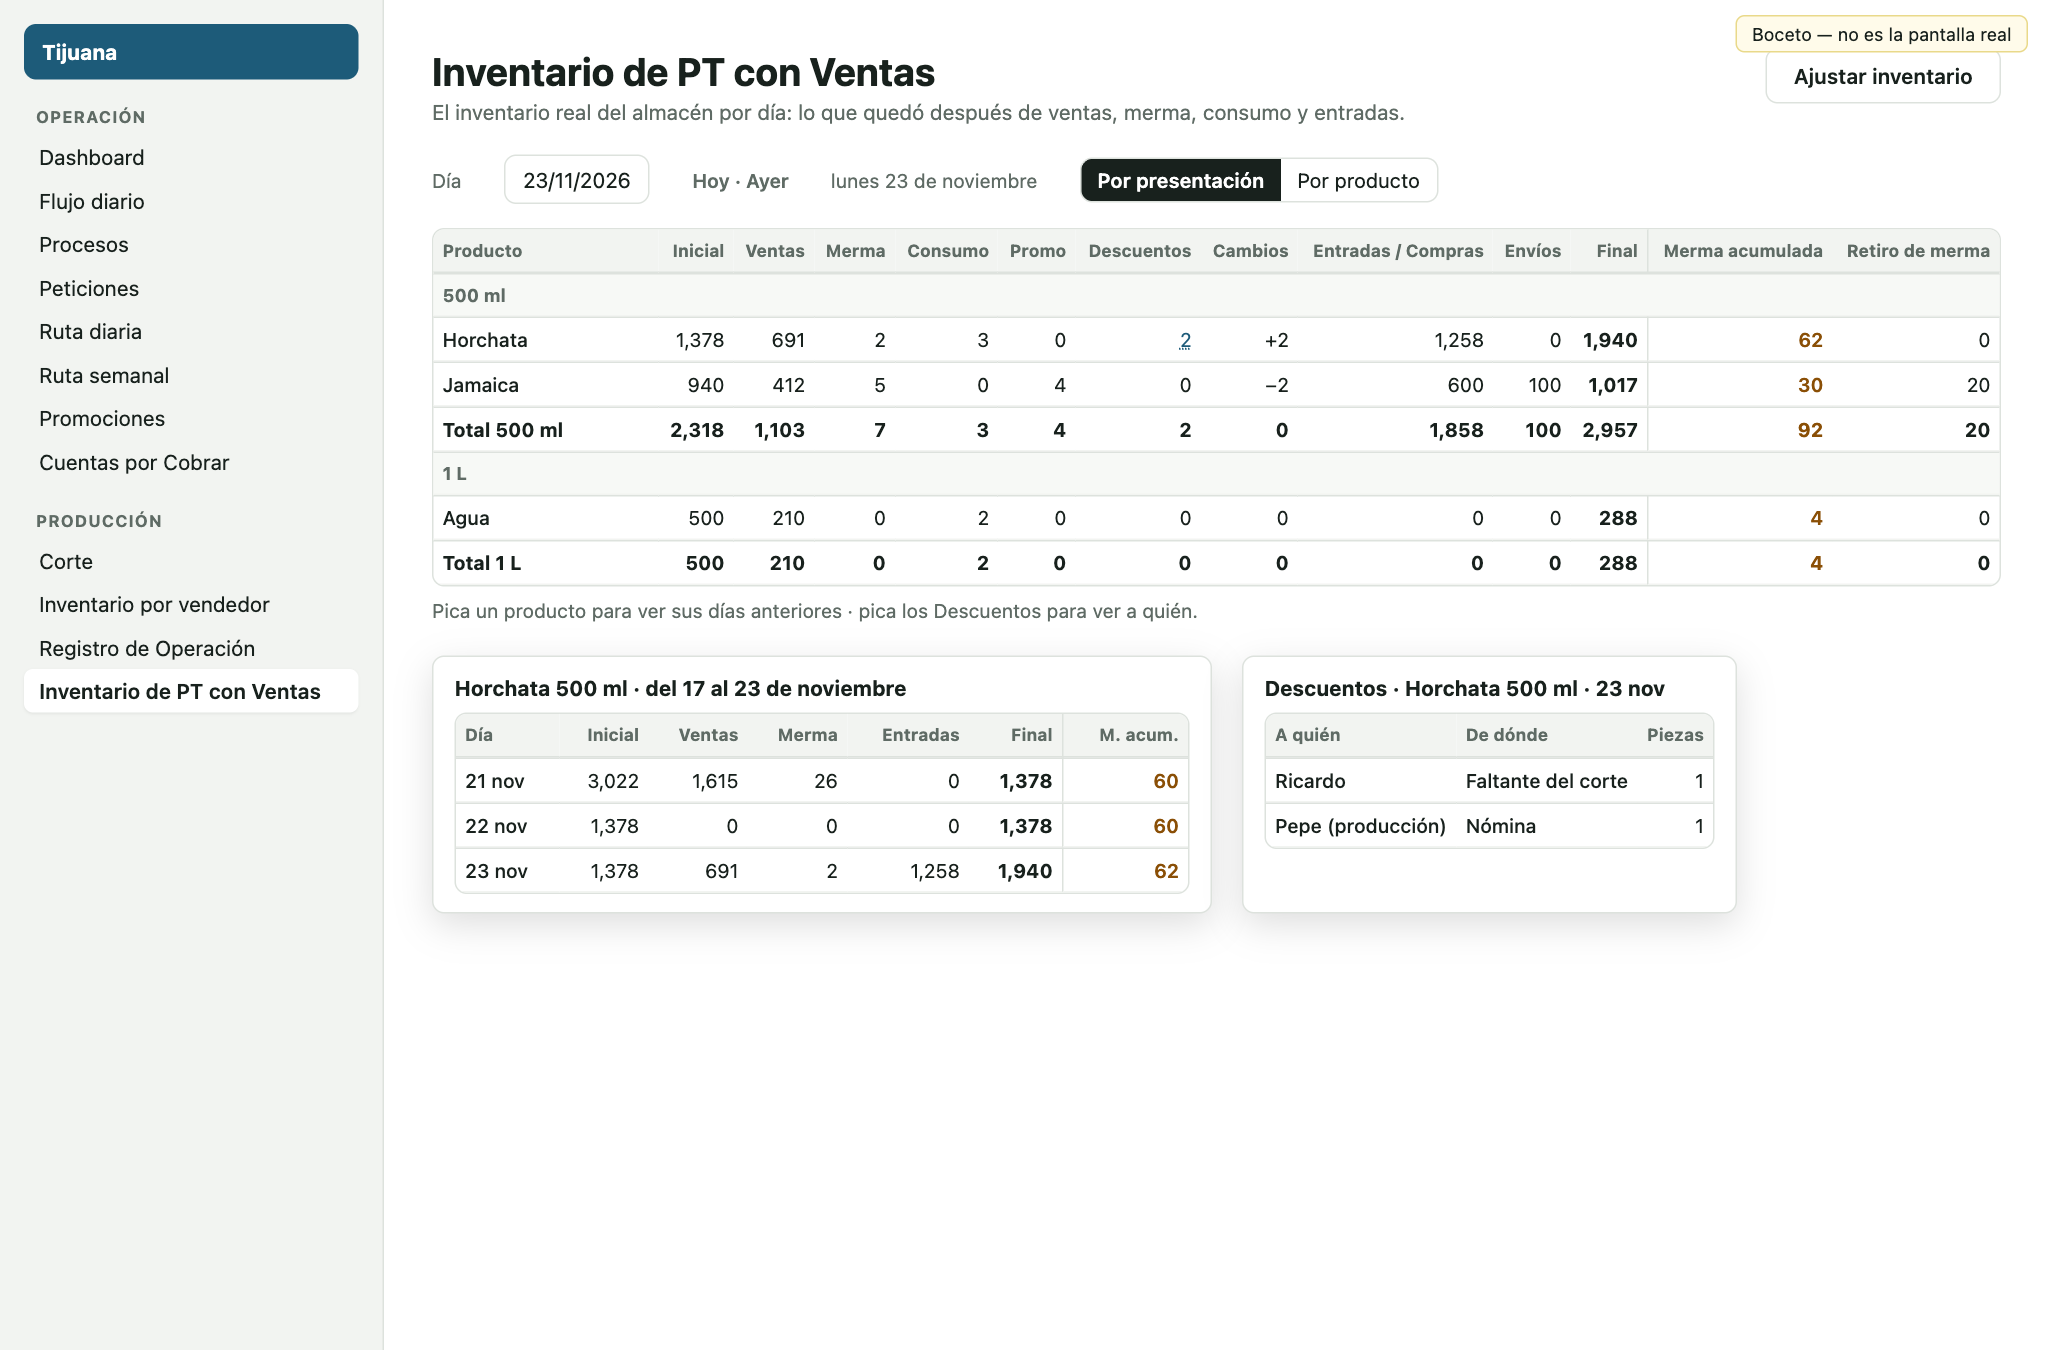 Tijuana
OPERACIÓN
Dashboard
Flujo diario
Procesos
Peticiones
Ruta diaria
Ruta semanal
Promociones
Cuentas por Cobrar
PRODUCCIÓN
Corte
Inventario por vendedor
Registro de Operación
Inventario de PT con Ventas
Boceto — no es la pantalla real
Inventario de PT con Ventas
Ajustar inventario
El inventario real del almacén por día: lo que quedó después de ventas, merma, consumo y entradas.
Día 23/11/2026 Hoy · Ayer lunes 23 de noviembre Por presentación Por producto
Producto Inicial Ventas Merma Consumo Promo Descuentos Cambios Entradas / Compras Envíos Final Merma acumulada Retiro de merma
500 ml
Horchata 1,378 691 2 3 0 2 +2 1,258 0 1,940 62 0
Jamaica 940 412 5 0 4 0 −2 600 100 1,017 30 20
Total 500 ml 2,318 1,103 7 3 4 2 0 1,858 100 2,957 92 20
1 L
Agua 500 210 0 2 0 0 0 0 0 288 4 0
Total 1 L 500 210 0 2 0 0 0 0 0 288 4 0
Pica un producto para ver sus días anteriores · pica los Descuentos para ver a quién.
Horchata 500 ml · del 17 al 23 de noviembre
Día Inicial Ventas Merma Entradas Final M. acum.
21 nov 3,022 1,615 26 0 1,378 60
22 nov 1,378 0 0 0 1,378 60
23 nov 1,378 691 2 1,258 1,940 62
Descuentos · Horchata 500 ml · 23 nov
A quién De dónde Piezas
Ricardo Faltante del corte 1
Pepe (producción) Nómina 1